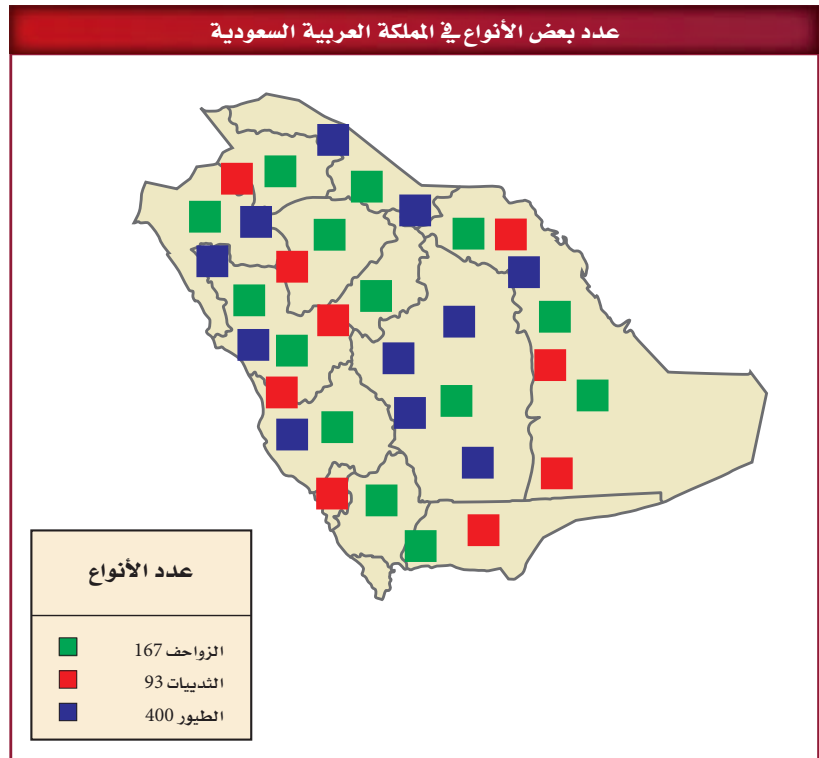 عدد بعض الأنواع في المملكة العربية السعودية
عدد الأنواع
الزواحف 167
الثدييات 93
الطيور 400